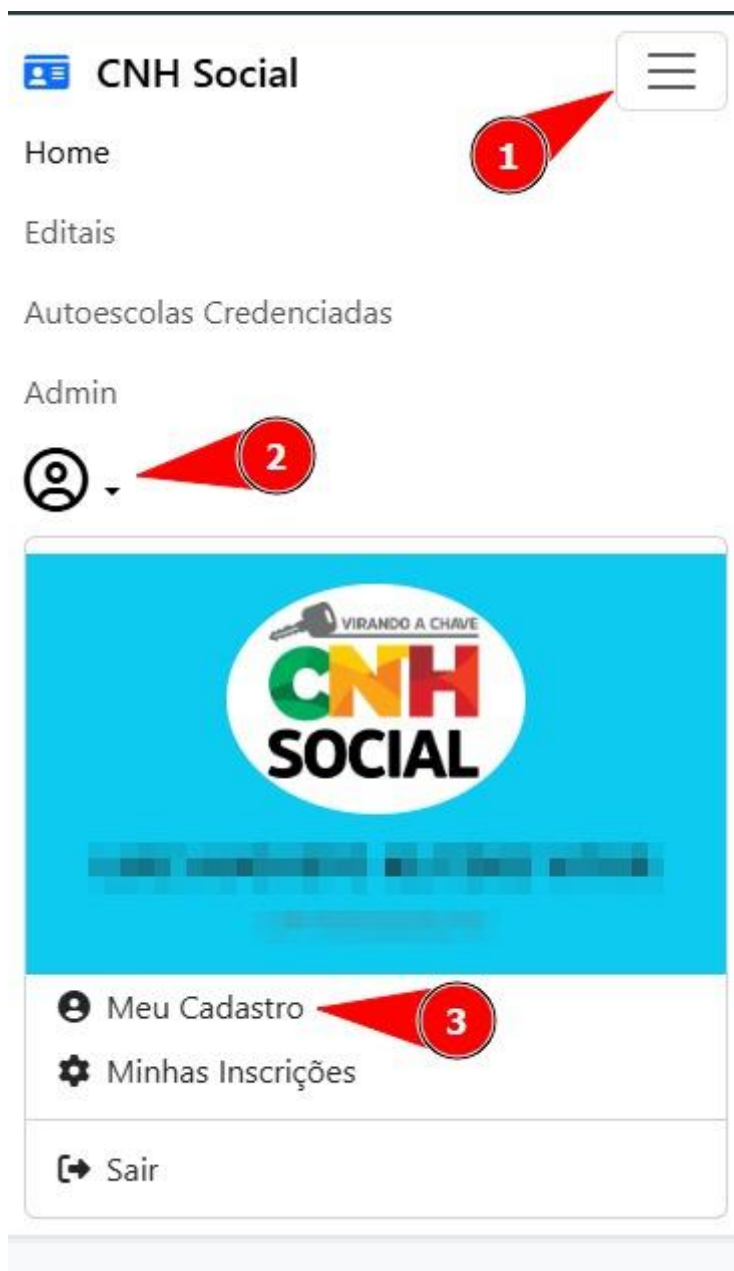 CNH Social
1
Home
Editais
Autoescolas Credenciadas
Admin
2
VIRANDO A CHAVE
CNH
SOCIAL
Meu Cadastro
3
Minhas Inscrições
Sair